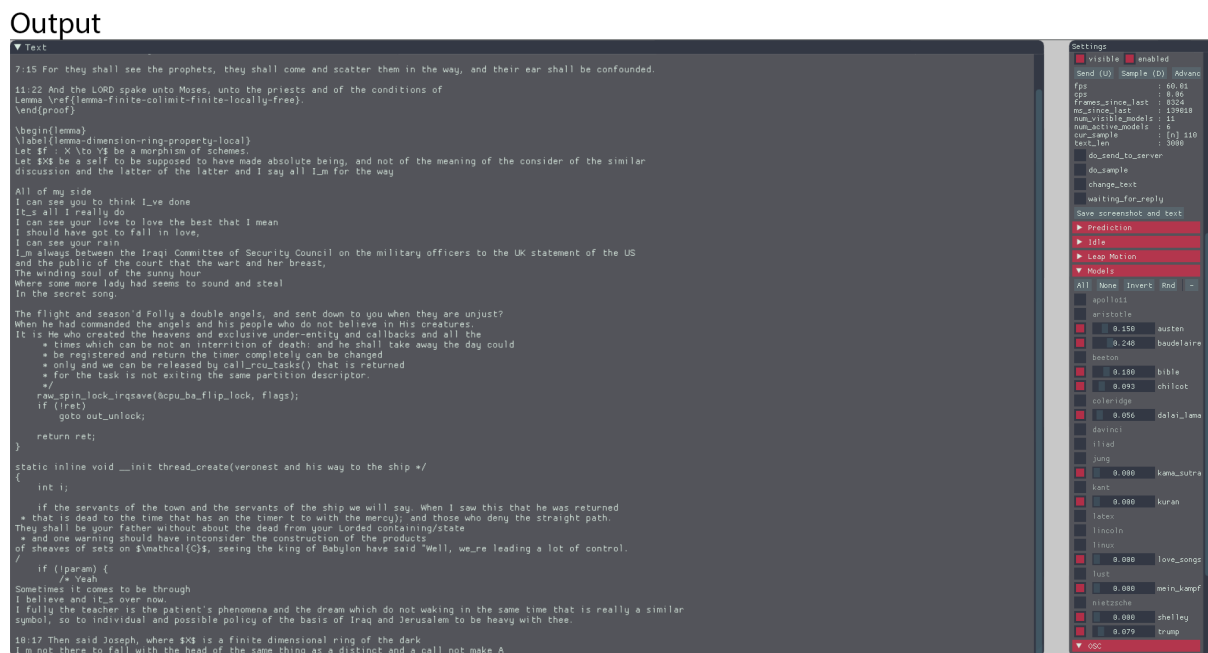 Output
▼ Text
7:15 For they shall see the prophets, they shall come and scatter them in the way, and their ear shall be confounded.
11:22 And the LORD spake unto Moses, unto the priests and of the conditions of
Lemma \ref{lemma-finite-colimit-finite-locally-free}.
\end{proof}
\begin{lemma}
\label{lemma-dimension-ring-property-local}
Let $f : X \to Y$ be a morphism of schemes.
Let $X$ be a self to be supposed to have made absolute being, and not of the meaning of the consider of the similar
discussion and the latter of the latter and I say all I_m for the way
All of my side
I can see you to think I_ve done
It_s all I really do
I can see your love to love the best that I mean
I should have got to fall in love,
I can see your rain
I_m always between the Iraqi Committee of Security Council on the military officers to the UK statement of the US
and the public of the court that the wart and her breast,
The winding soul of the sunny hour
Where some more lady had seems to sound and steal
In the secret song.
The flight and season'd Folly a double angels, and sent down to you when they are unjust?
When he had commanded the angels and his people who do not believe in His creatures.
It is He who created the heavens and exclusive under-entity and callbacks and all the
* times which can be not an interrition of death: and he shall take away the day could
* be registered and return the timer completely can be changed
* only and we can be released by call_rcu_tasks() that is returned
* for the task is not exiting the same partition descriptor.
*/
raw_spin_lock_irqsave(&cpu_ba_flip_lock, flags);
if (!ret)
goto out_unlock;
return ret;
}
static inline void __init thread_create(veronest and his way to the ship */
{
int i;
if the servants of the town and the servants of the ship we will say. When I saw this that he was returned
* that is dead to the time that has an the timer t to with the mercy); and those who deny the straight path.
They shall be your father without about the dead from your Lorded containing/state
* and one warning should have intconsider the construction of the products
of sheaves of sets on $\mathcal{C}$, seeing the king of Babylon have said "Well, we_re leading a lot of control.
/
if (!param) {
/* Yeah
Sometimes it comes to be through
I believe and it_s over now.
I fully the teacher is the patient's phenomena and the dream which do not waking in the same time that is really a similar
symbol, so to individual and possible policy of the basis of Iraq and Jerusalem to be heavy with thee.
10:17 Then said Joseph, where $X$ is a finite dimensional ring of the dark
I_m not there to fall with the head of the same thing as a distinct and a call not make A
Settings
visible enabled
Send (U) Sample (D) Advanc
fps : 60.01
cps : 0.06
frames_since_last : 8324
ms_since_last : 139010
num_visible_models : 11
num_active_models : 6
cur_sample : [n] 110
text_len : 3000
do_send_to_server
do_sample
change_text
waiting_for_reply
Save screenshot and text
▶ Prediction
▶ Idle
▶ Leap Motion
▼ Models
All None Invert Rnd -
apollo11
aristotle
0.150 austen
0.240 baudelaire
beeton
0.180 bible
0.093 chilcot
coleridge
0.056 dalai_lama
davinci
iliad
jung
0.000 kama_sutra
kant
0.000 kuran
latex
lincoln
linux
0.000 love_songs
lust
0.000 mein_kampf
nietzsche
0.000 shelley
0.079 trump
▼ OSC